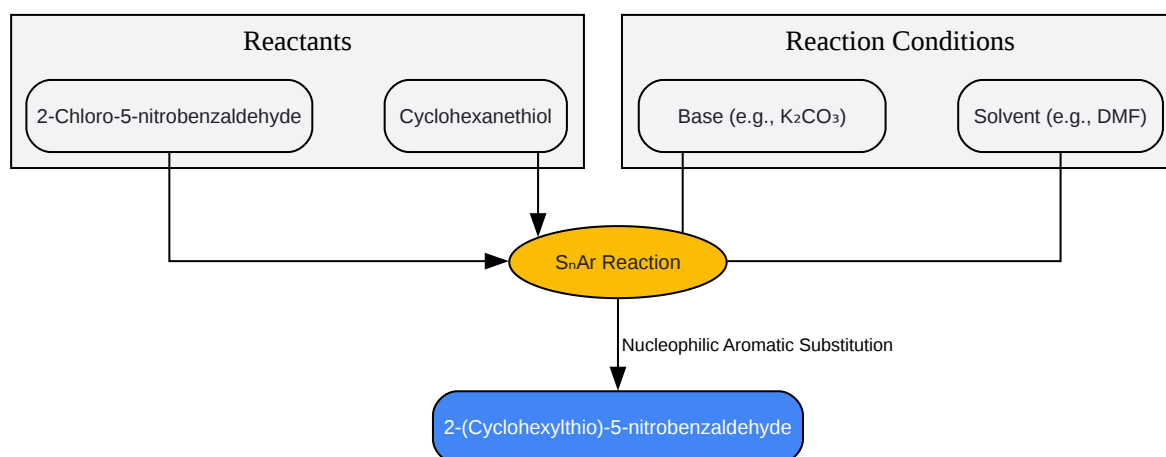 Reactants
Reaction Conditions
2-Chloro-5-nitrobenzaldehyde
Cyclohexanethiol
Base (e.g., K₂CO₃)
Solvent (e.g., DMF)
SₙAr Reaction
Nucleophilic Aromatic Substitution
2-(Cyclohexylthio)-5-nitrobenzaldehyde